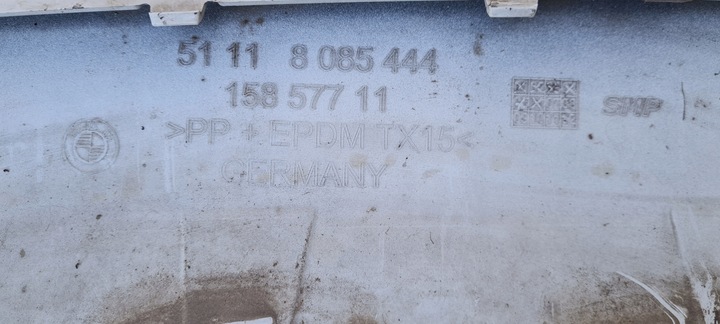 51 11 8 085 444
158 577 11
>PP + EPDM TX15<
GERMANY